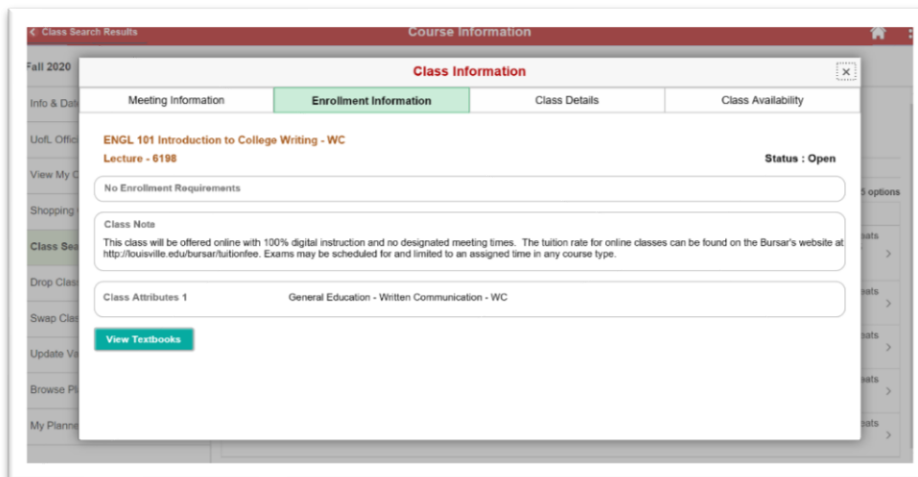 Class Search Results
Course Information
Fall 2020
Class Information
x
Meeting Information
Enrollment Information
Class Details
Class Availability
Info & Dat
ENGL 101 Introduction to College Writing - WC
UofL Offic
Lecture - 6198
Status : Open
View My C
No Enrollment Requirements
5 options
Shopping
Class Note
This class will be offered online with 100% digital instruction and no designated meeting times. The tuition rate for online classes can be found on the Bursar's website at
http://louisville.edu/bursar/tuitionfee. Exams may be scheduled for and limited to an assigned time in any course type.
Class Sea
eats
Drop Clas
Class Attributes 1
General Education - Written Communication - WC
eats
Swap Clas
View Textbooks
eats
Update Va
Browse Pl
eats
My Planne
eats